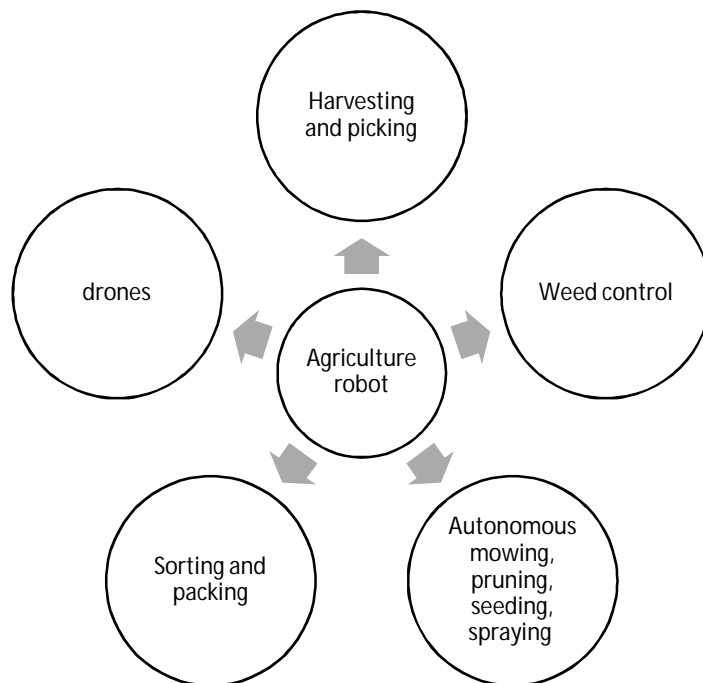 Harvesting
and picking
drones
Weed control
Agriculture
robot
Sorting and
packing
Autonomous
mowing,
pruning,
seeding,
spraying